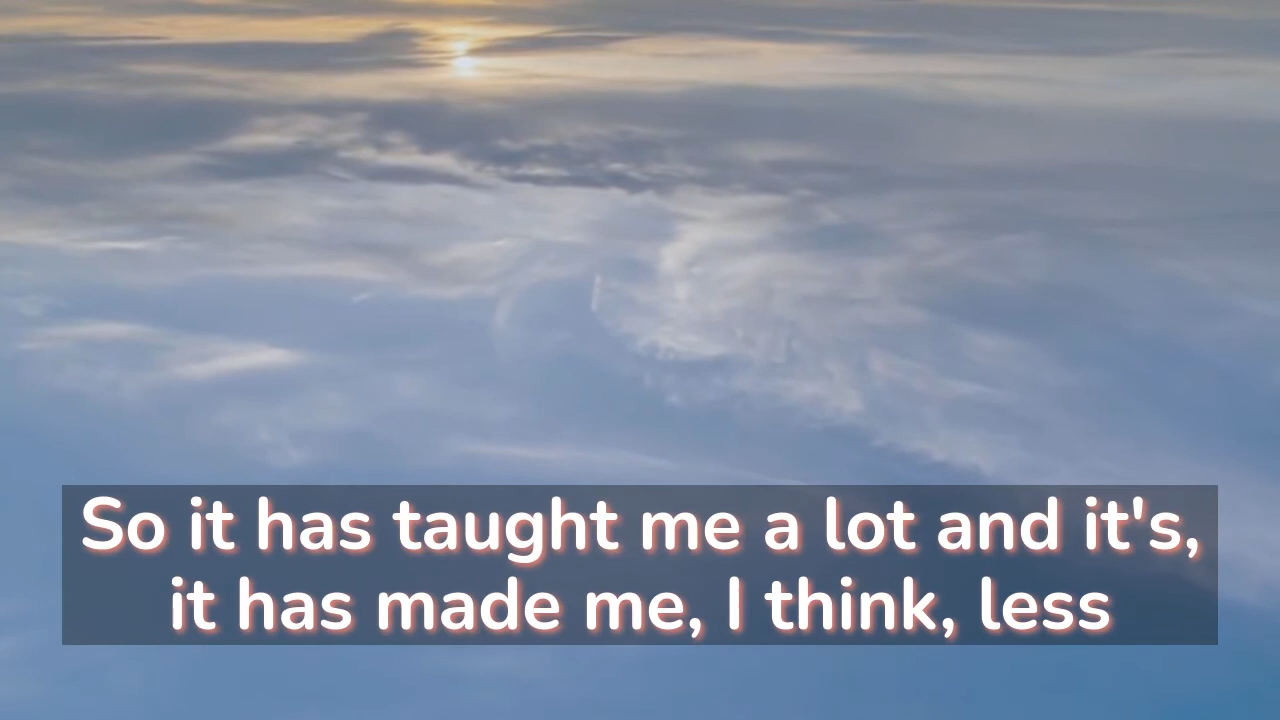 So it has taught me a lot and it's,
it has made me, I think, less